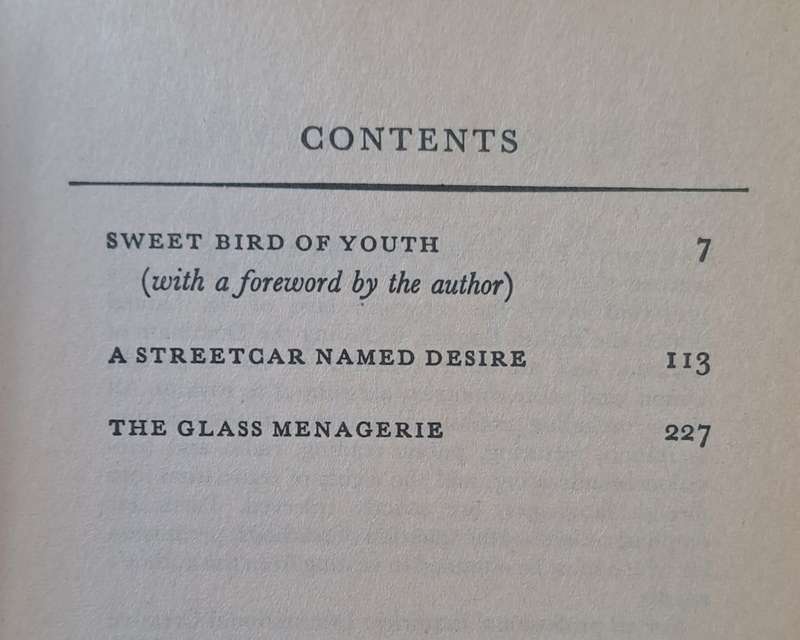 CONTENTS
SWEET BIRD OF YOUTH 7
(with a foreword by the author)
A STREETCAR NAMED DESIRE 113
THE GLASS MENAGERIE 227